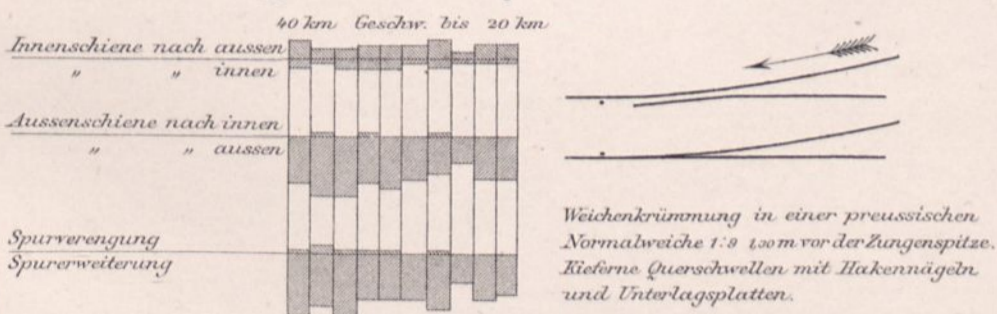 40 km Geschw. bis 20 km
Innenschiene nach aussen
„ „ innen
Aussenschiene nach innen
„ „ aussen
Spurverengung
Spurerweiterung
Weichenkrümmung in einer preussischen
Normalweiche 1:9 1,30 m vor der Zungenspitze.
Kieferne Querschwellen mit Hakennägeln
und Unterlagsplatten.